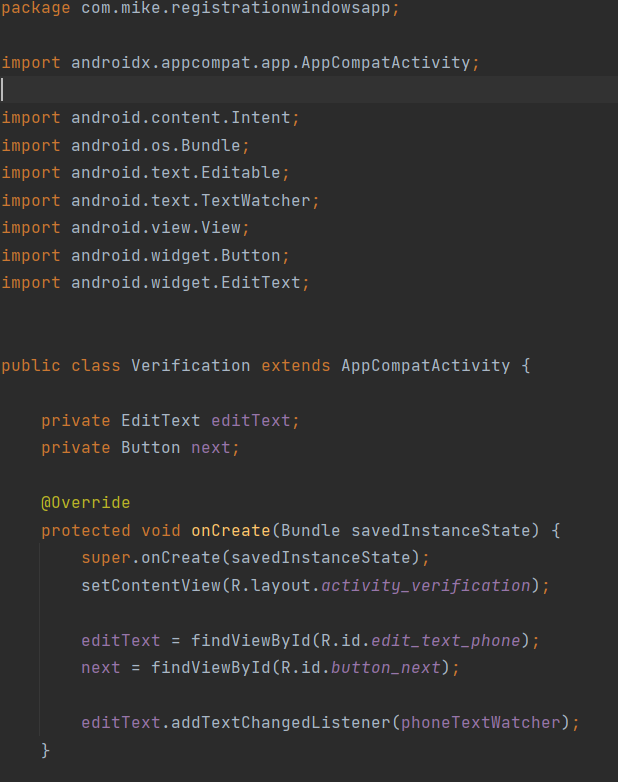 package com.mike.registrationwindowsapp;
import androidx.appcompat.app.AppCompatActivity;
import android.content.Intent;
import android.os.Bundle;
import android.text.Editable;
import android.text.TextWatcher;
import android.view.View;
import android.widget.Button;
import android.widget.EditText;
public class Verification extends AppCompatActivity {
private EditText editText;
private Button next;
@Override
protected void onCreate(Bundle savedInstanceState) {
super.onCreate(savedInstanceState);
setContentView(R.layout.activity_verification);
editText = findViewById(R.id.edit_text_phone);
next = findViewById(R.id.button_next);
editText.addTextChangedListener(phoneTextWatcher);
}